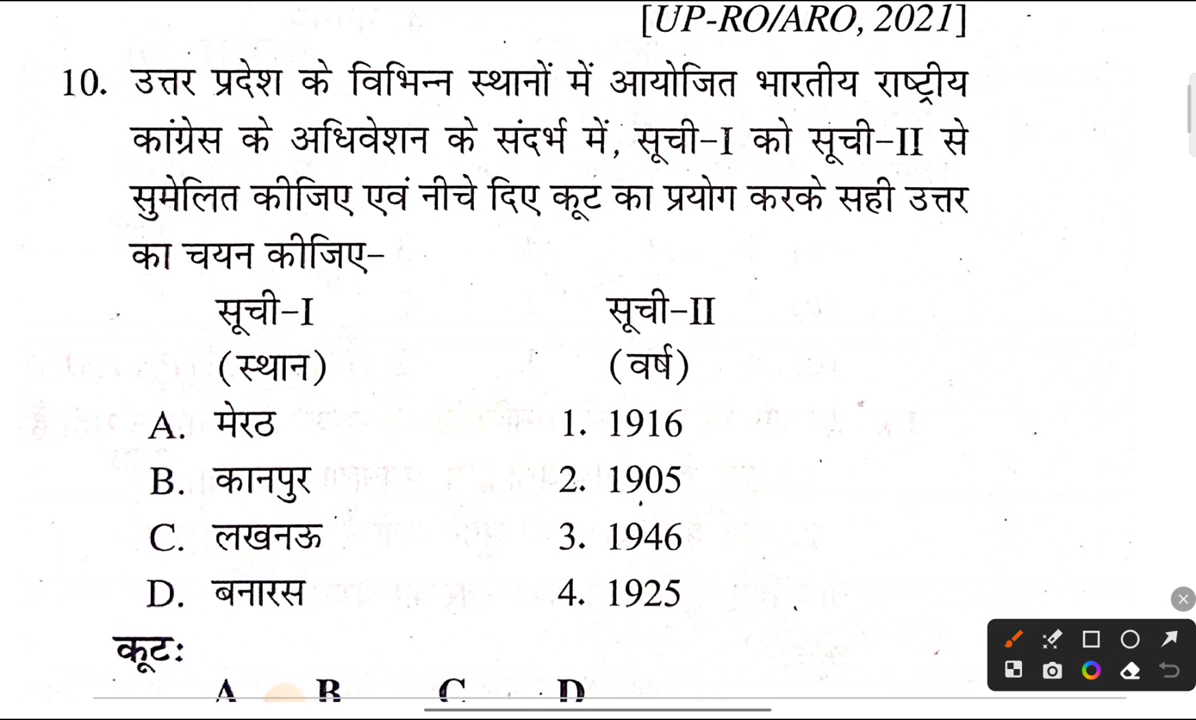 [UP-RO/ARO, 2021]
10. उत्तर प्रदेश के विभिन्न स्थानों में आयोजित भारतीय राष्ट्रीय
कांग्रेस के अधिवेशन के संदर्भ में, सूची-I को सूची-II से
सुमेलित कीजिए एवं नीचे दिए कूट का प्रयोग करके सही उत्तर
का चयन कीजिए-
सूची-I सूची-II
(स्थान) (वर्ष)
A. मेरठ 1. 1916
B. कानपुर 2. 1905
C. लखनऊ 3. 1946
D. बनारस 4. 1925
कूटः
A B C D